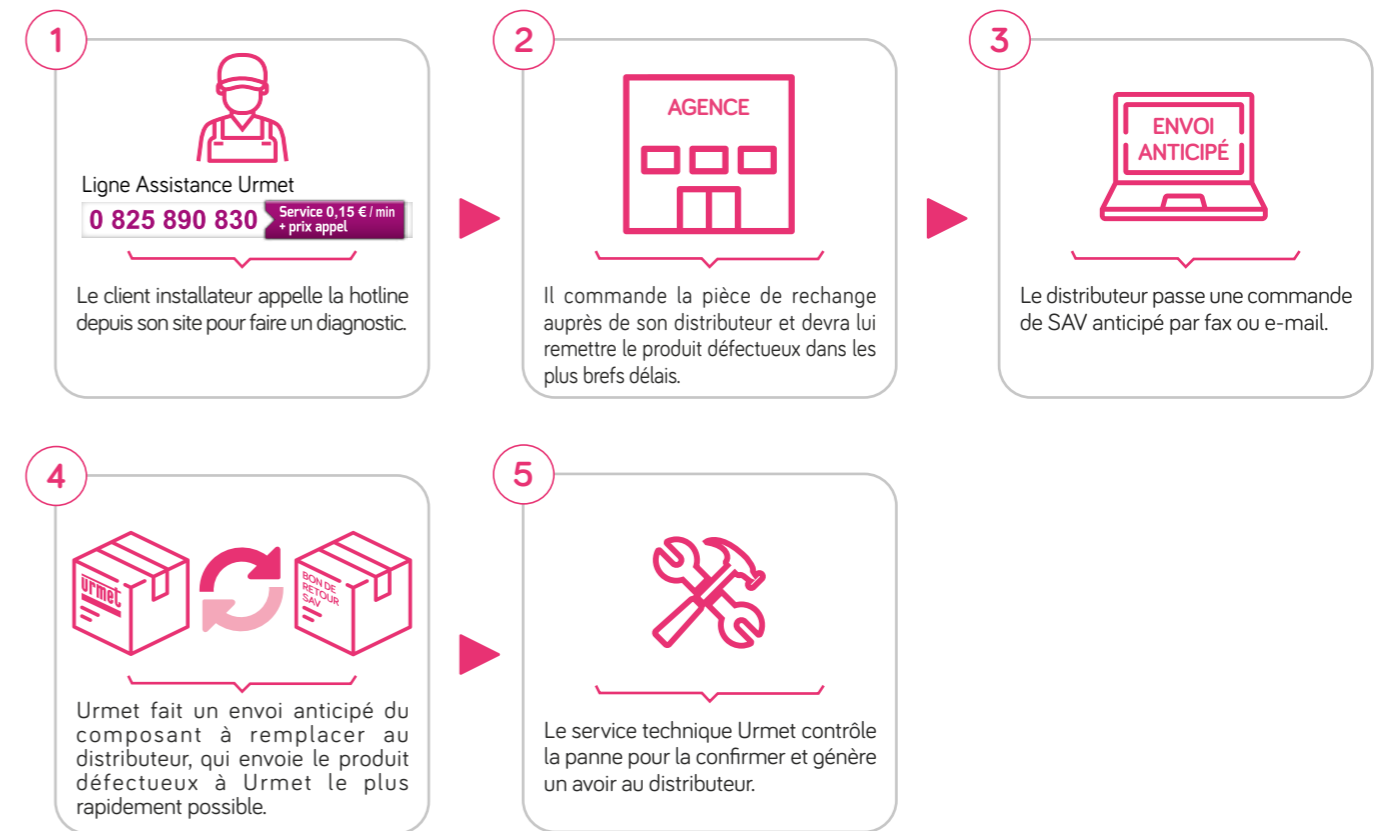 1
Ligne Assistance Urmet
0 825 890 830
Service 0,15 € / min
+ prix appel
Le client installateur appelle la hotline
depuis son site pour faire un diagnostic.
2
AGENCE
Il commande la pièce de rechange
auprès de son distributeur et devra lui
remettre le produit défectueux dans les
plus brefs délais.
3
ENVOI
ANTICIPÉ
Le distributeur passe une commande
de SAV anticipé par fax ou e-mail.
4
urmet
BON DE
RETOUR
SAV
Urmet fait un envoi anticipé du
composant à remplacer au
distributeur, qui envoie le produit
défectueux à Urmet le plus
rapidement possible.
5
Le service technique Urmet contrôle
la panne pour la confirmer et génère
un avoir au distributeur.